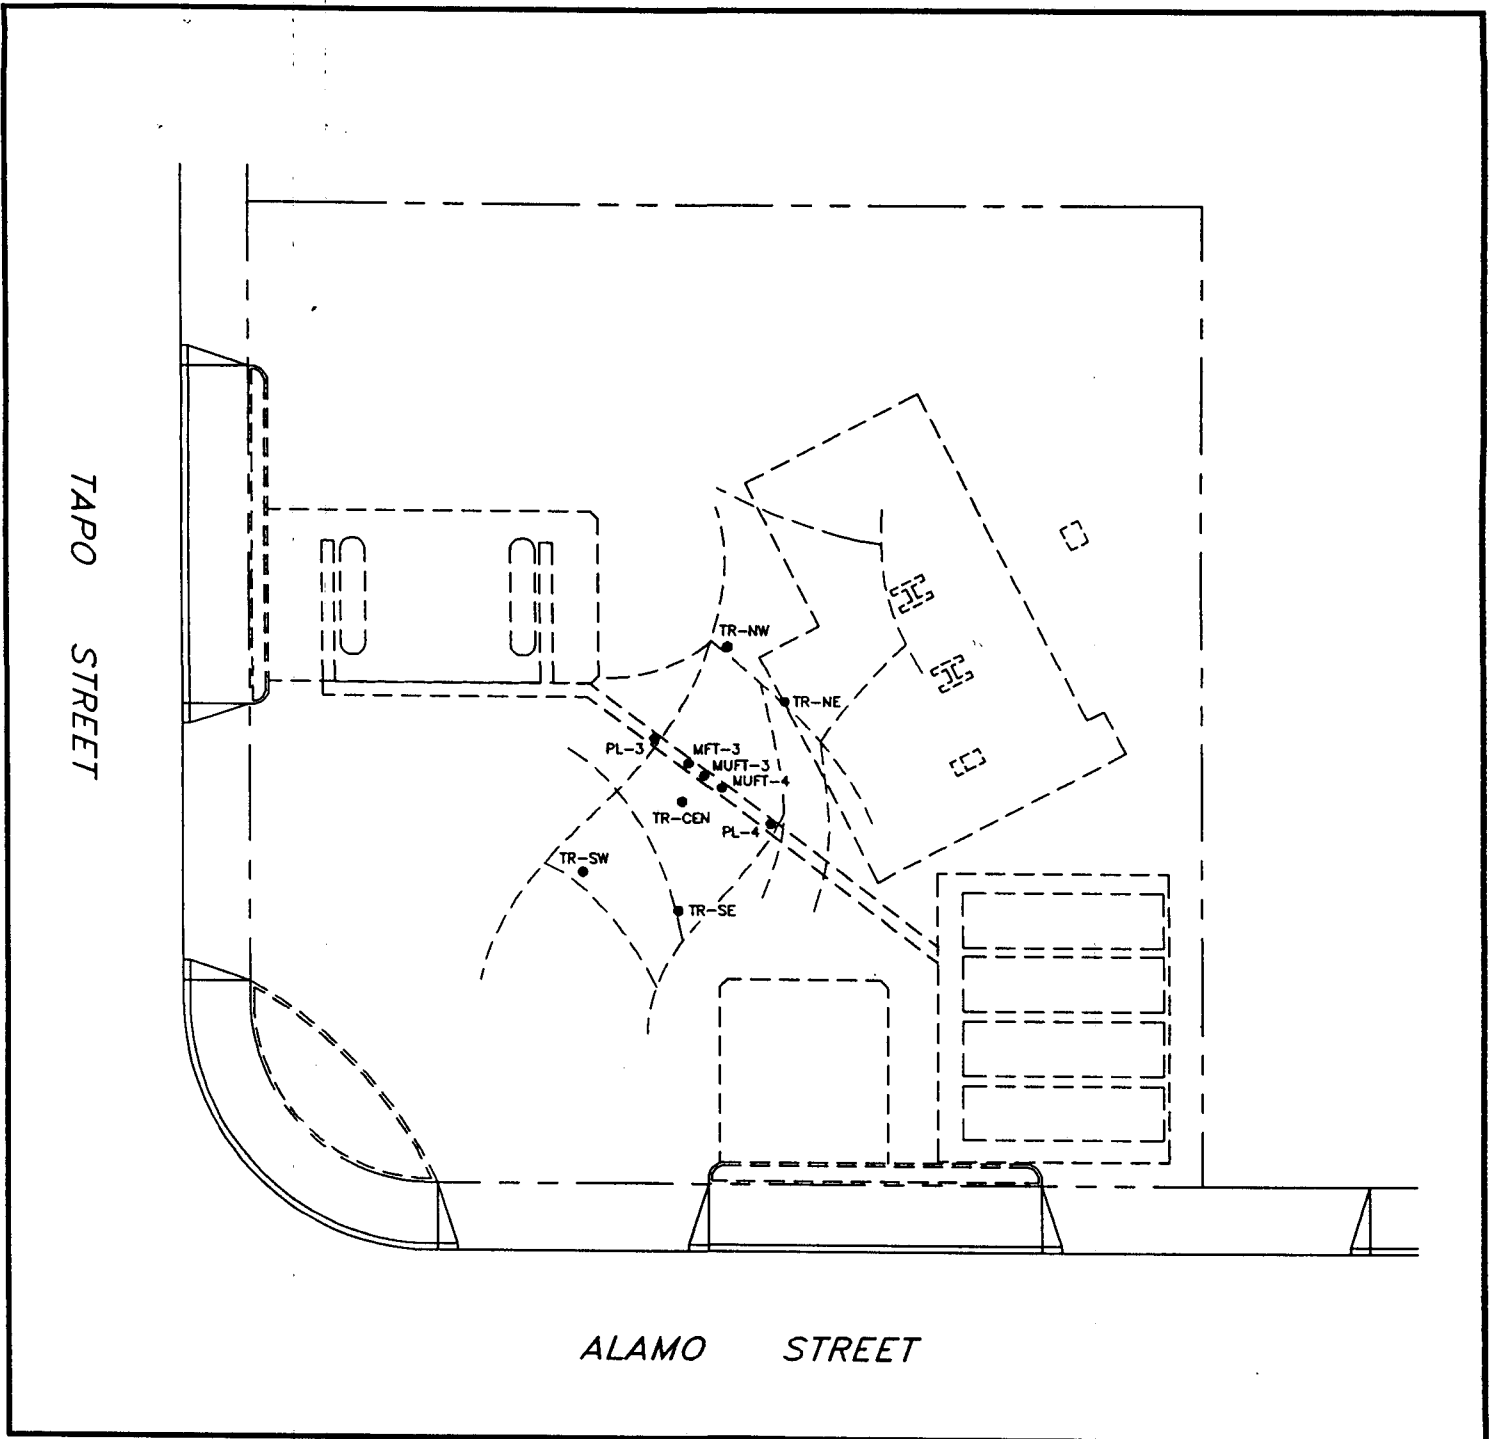 TAPO STREET
TR-NW
TR-NE
PL-3
MFT-3
MUFT-3
MUFT-4
TR-CEN
PL-4
TR-SW
TR-SE
ALAMO STREET